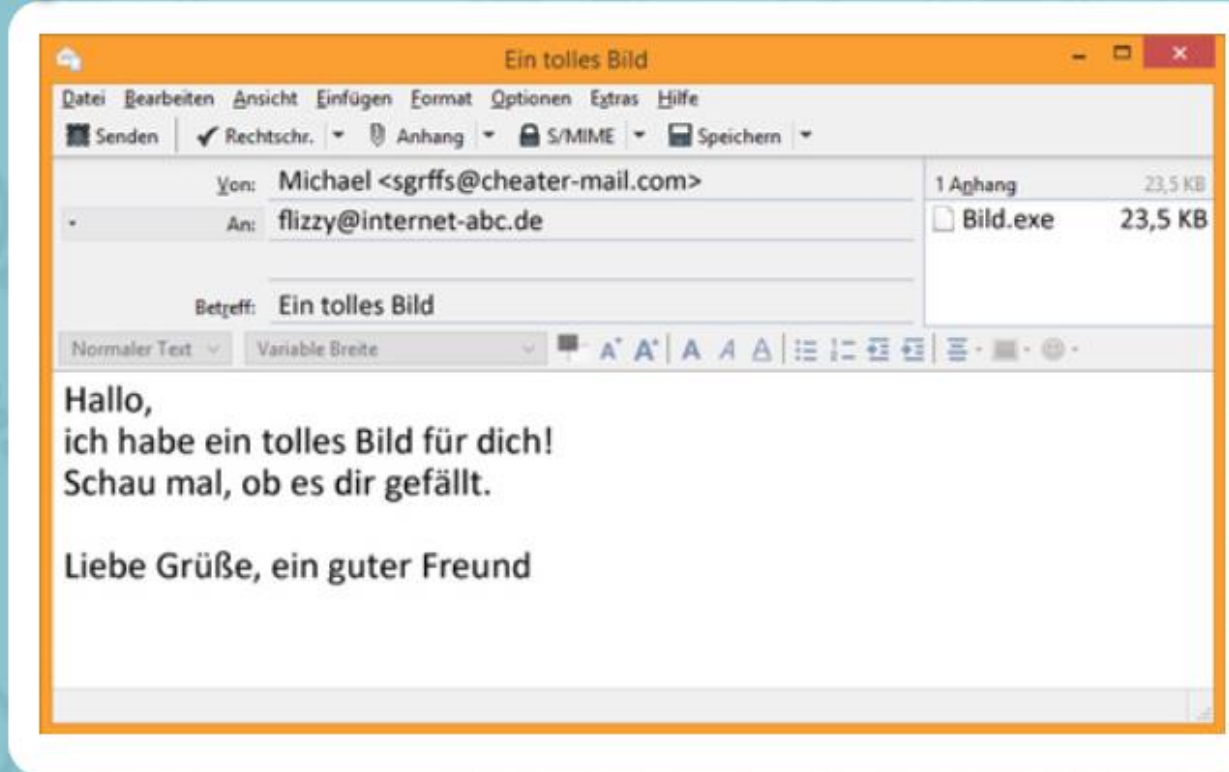 Ein tolles Bild
Datei Bearbeiten Ansicht Einfügen Format Optionen Extras Hilfe
Senden Rechtschr. Anhang S/MIME Speichern
Von: Michael <sgrffs@cheater-mail.com>
1 Anhang 23,5 KB
An: flizzy@internet-abc.de
Bild.exe 23,5 KB
Betreff: Ein tolles Bild
Normaler Text Variable Breite
Hallo,
ich habe ein tolles Bild für dich!
Schau mal, ob es dir gefällt.
Liebe Grüße, ein guter Freund